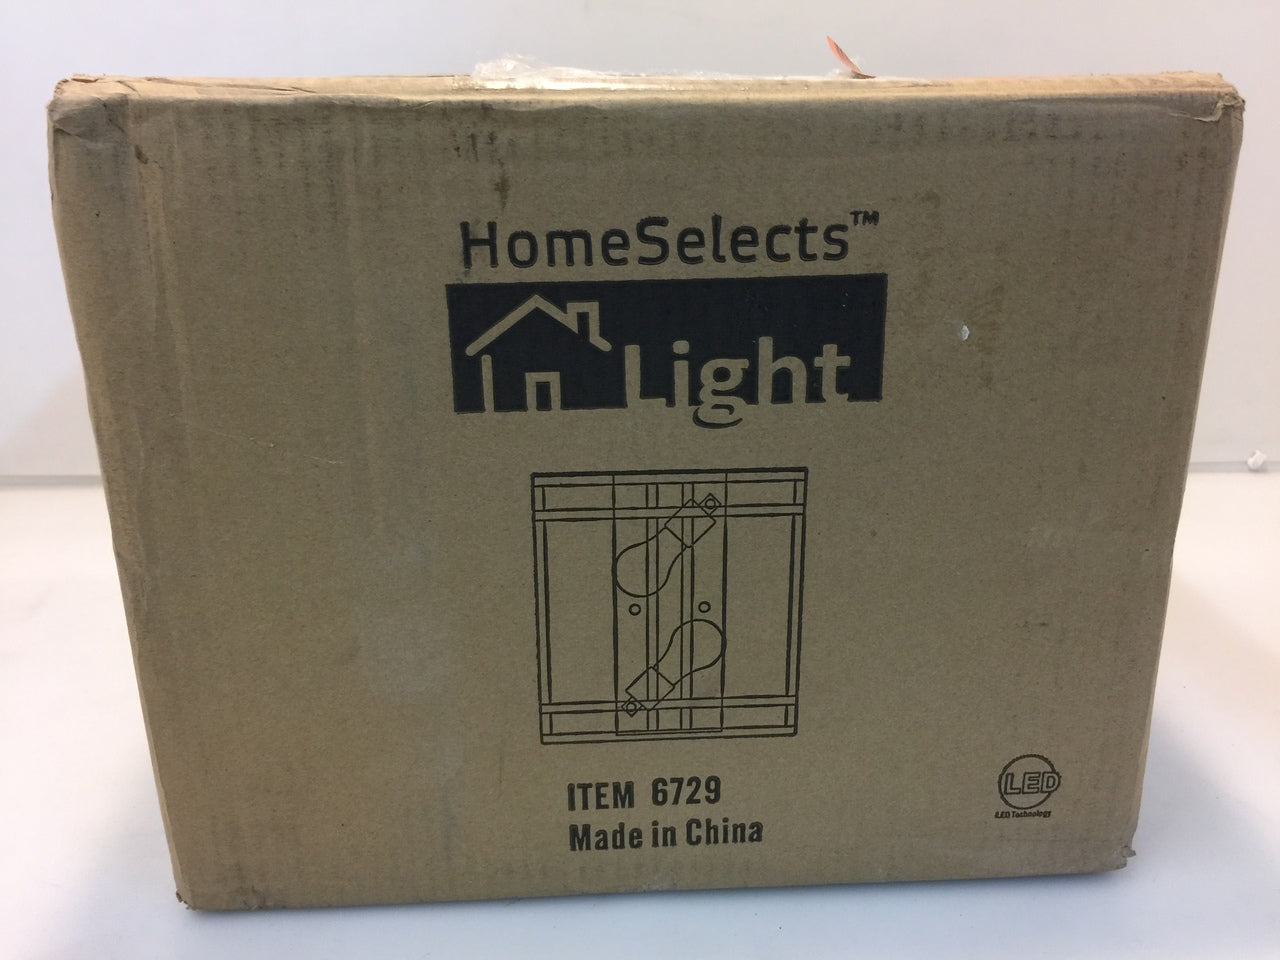 HomeSelects™
Light
ITEM 6729
Made in China
LED
LED Technology